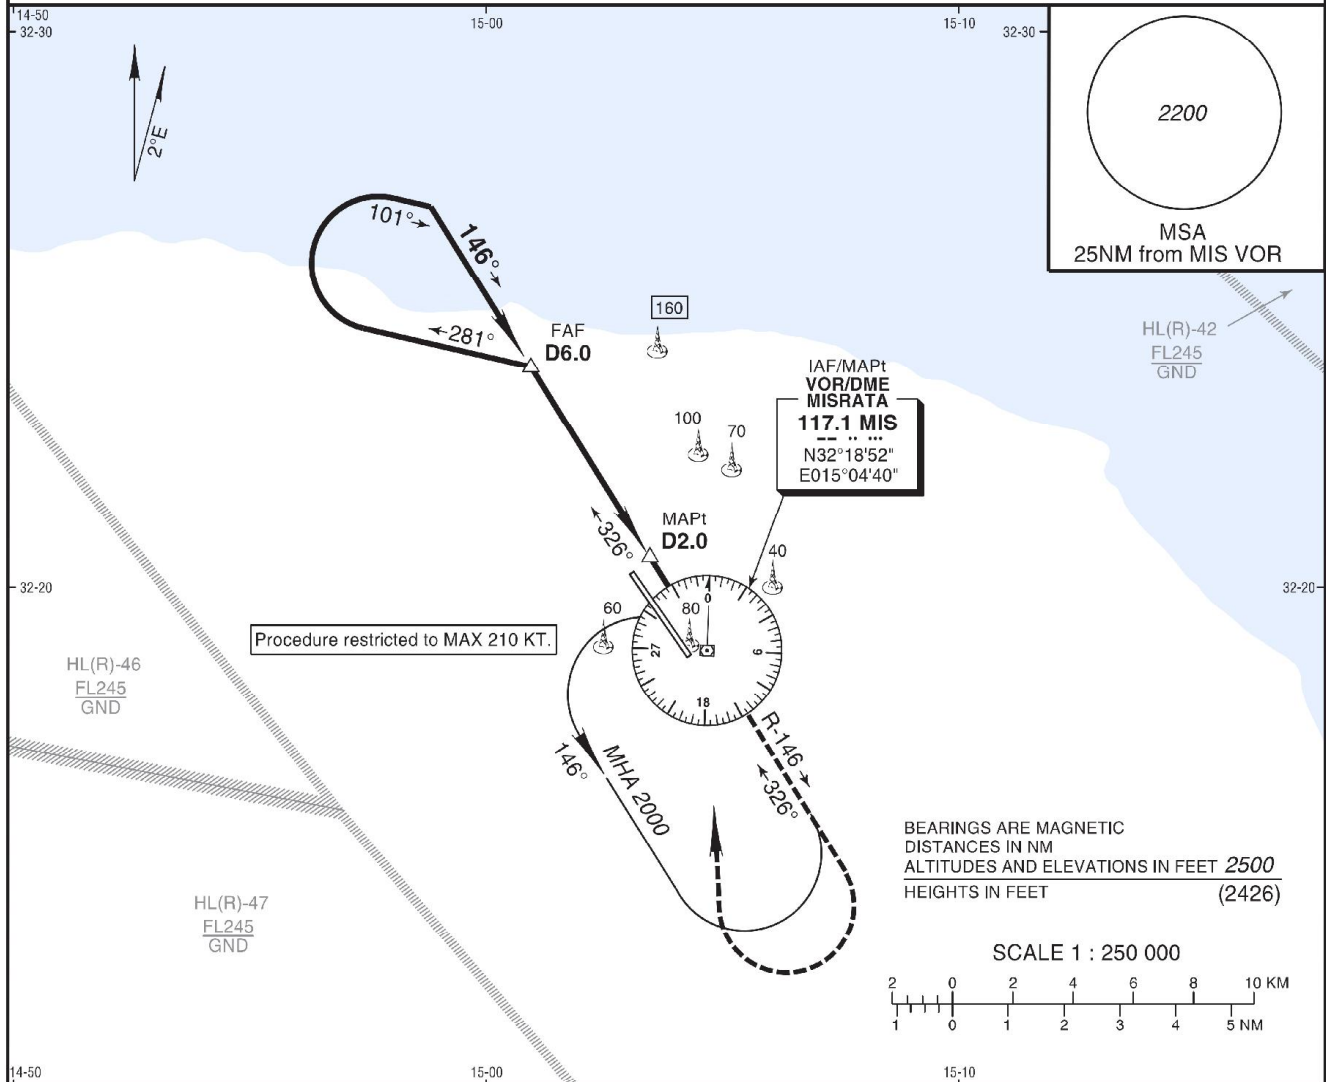 14-50
15-00
15-10
32-30
32-30
2°E
2200
MSA
25NM from MIS VOR
101°
146°
281°
FAF
D6.0
160
HL(R)-42
FL245
GND
IAF/MAPt
VOR/DME
MISRATA
117.1 MIS
N32°18'52"
E015°04'40"
100
70
326°
MAPt
D2.0
40
32-20
32-20
0
60
80
27
6
18
Procedure restricted to MAX 210 KT.
HL(R)-46
FL245
GND
146°
MHA 2000
R-146
326°
BEARINGS ARE MAGNETIC
DISTANCES IN NM
ALTITUDES AND ELEVATIONS IN FEET 2500
HEIGHTS IN FEET (2426)
HL(R)-47
FL245
GND
SCALE 1 : 250 000
2 0 2 4 6 8 10 KM
1 0 1 2 3 4 5 NM
14-50
15-00
15-10